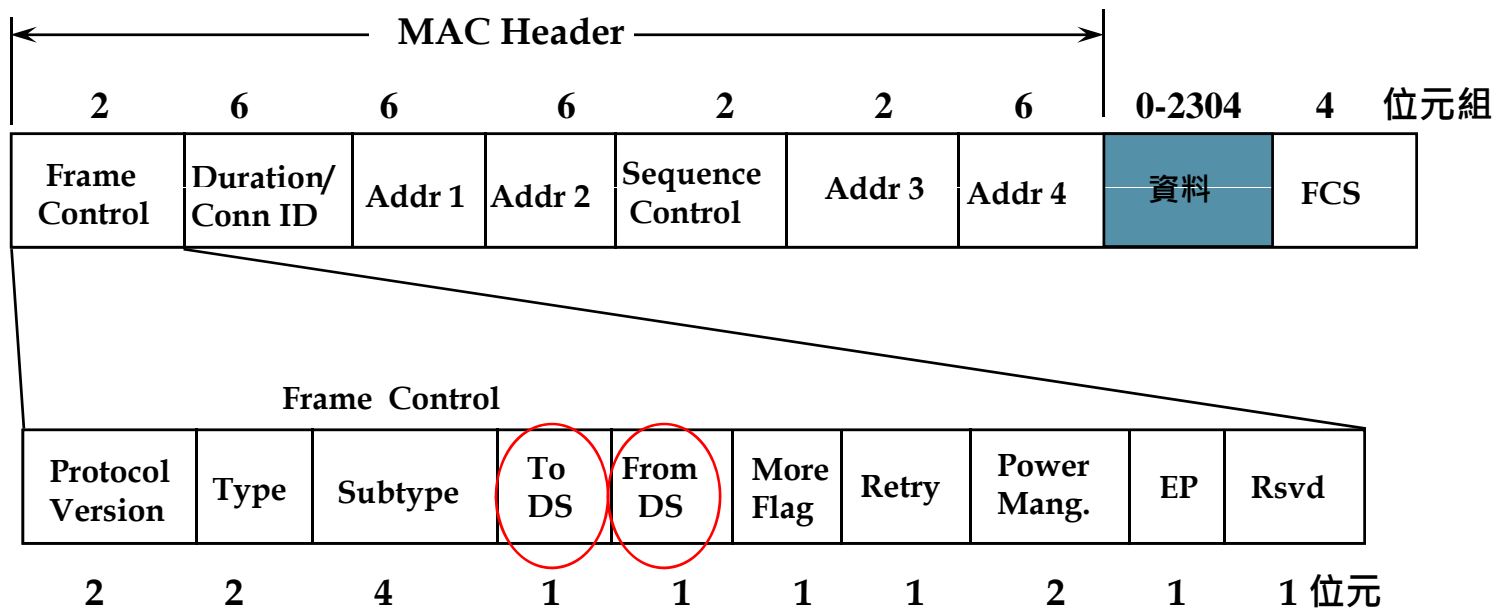 MAC Header
2 6 6 6 2 2 6 0-2304 4 位元組
Frame Control
Duration/ Conn ID
Addr 1
Addr 2
Sequence Control
Addr 3
Addr 4
資料
FCS
Frame Control
Protocol Version
Type
Subtype
To DS
From DS
More Flag
Retry
Power Mang.
EP
Rsvd
2 2 4 1 1 1 1 2 1 1 位元